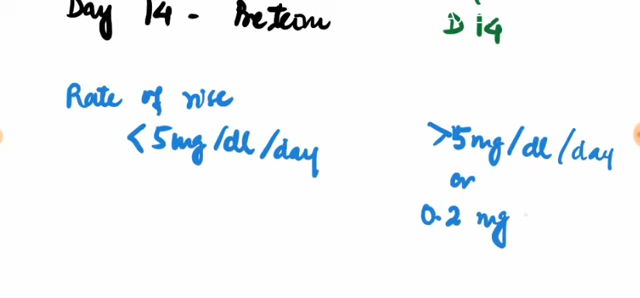 Day 14 - Preterm
D 14
Rate of rise
<5mg/dl/day
>5mg/dl/day
or
0.2 mg